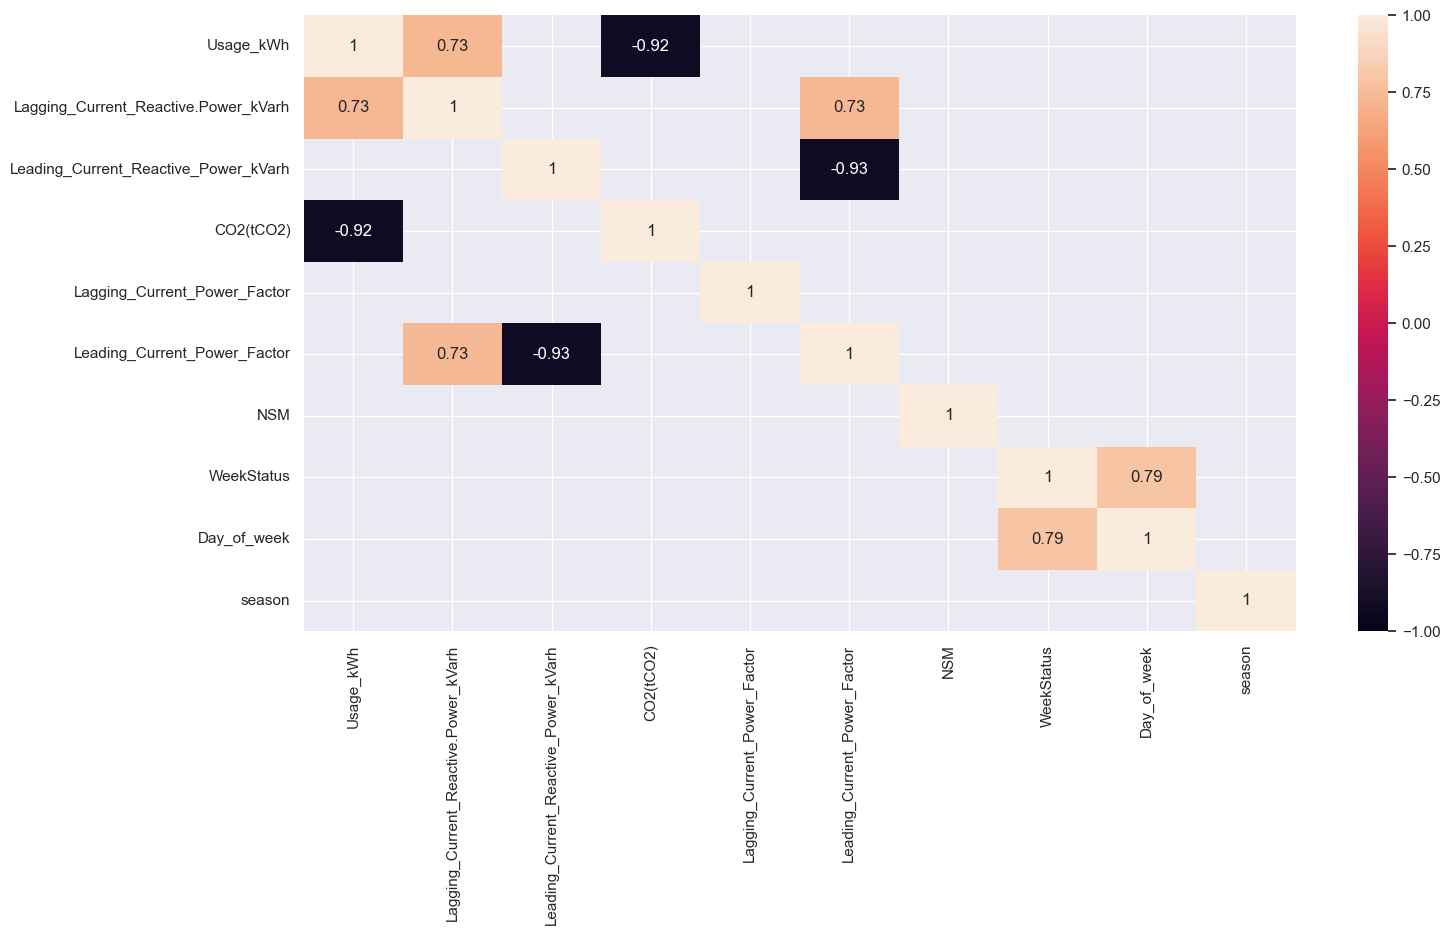 Usage_kWh 1 0.73 -0.92
Lagging_Current_Reactive.Power_kVarh 0.73 1 0.73
Leading_Current_Reactive_Power_kVarh 1 -0.93
CO2(tCO2) -0.92 1
Lagging_Current_Power_Factor 1
Leading_Current_Power_Factor 0.73 -0.93 1
NSM 1
WeekStatus 1 0.79
Day_of_week 0.79 1
season 1
Usage_kWh
Lagging_Current_Reactive.Power_kVarh
Leading_Current_Reactive_Power_kVarh
CO2(tCO2)
Lagging_Current_Power_Factor
Leading_Current_Power_Factor
NSM
WeekStatus
Day_of_week
season
1.00
0.75
0.50
0.25
0.00
−0.25
−0.50
−0.75
−1.00